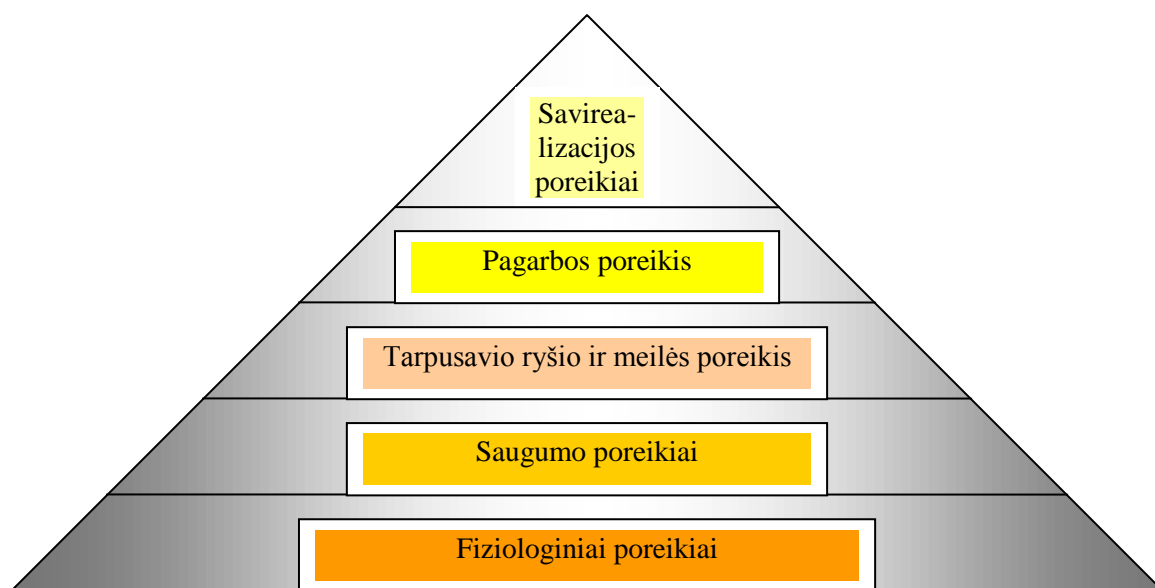 Savirea-
lizacijos
poreikiai
Pagarbos poreikis
Tarpusavio ryšio ir meilės poreikis
Saugumo poreikiai
Fiziologiniai poreikiai